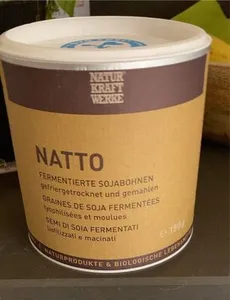 NATUR
KRAFT
WERKE
NATTO
FERMENTIERTE SOJABOHNEN
gefriergetrocknet und gemahlen
GRAINES DE SOJA FERMENTÉES
lyophilisées et moulues
SEMI DI SOIA FERMENTATI
liofilizzati e macinati
NATURPRODUKTE & BIOLOGISCHE